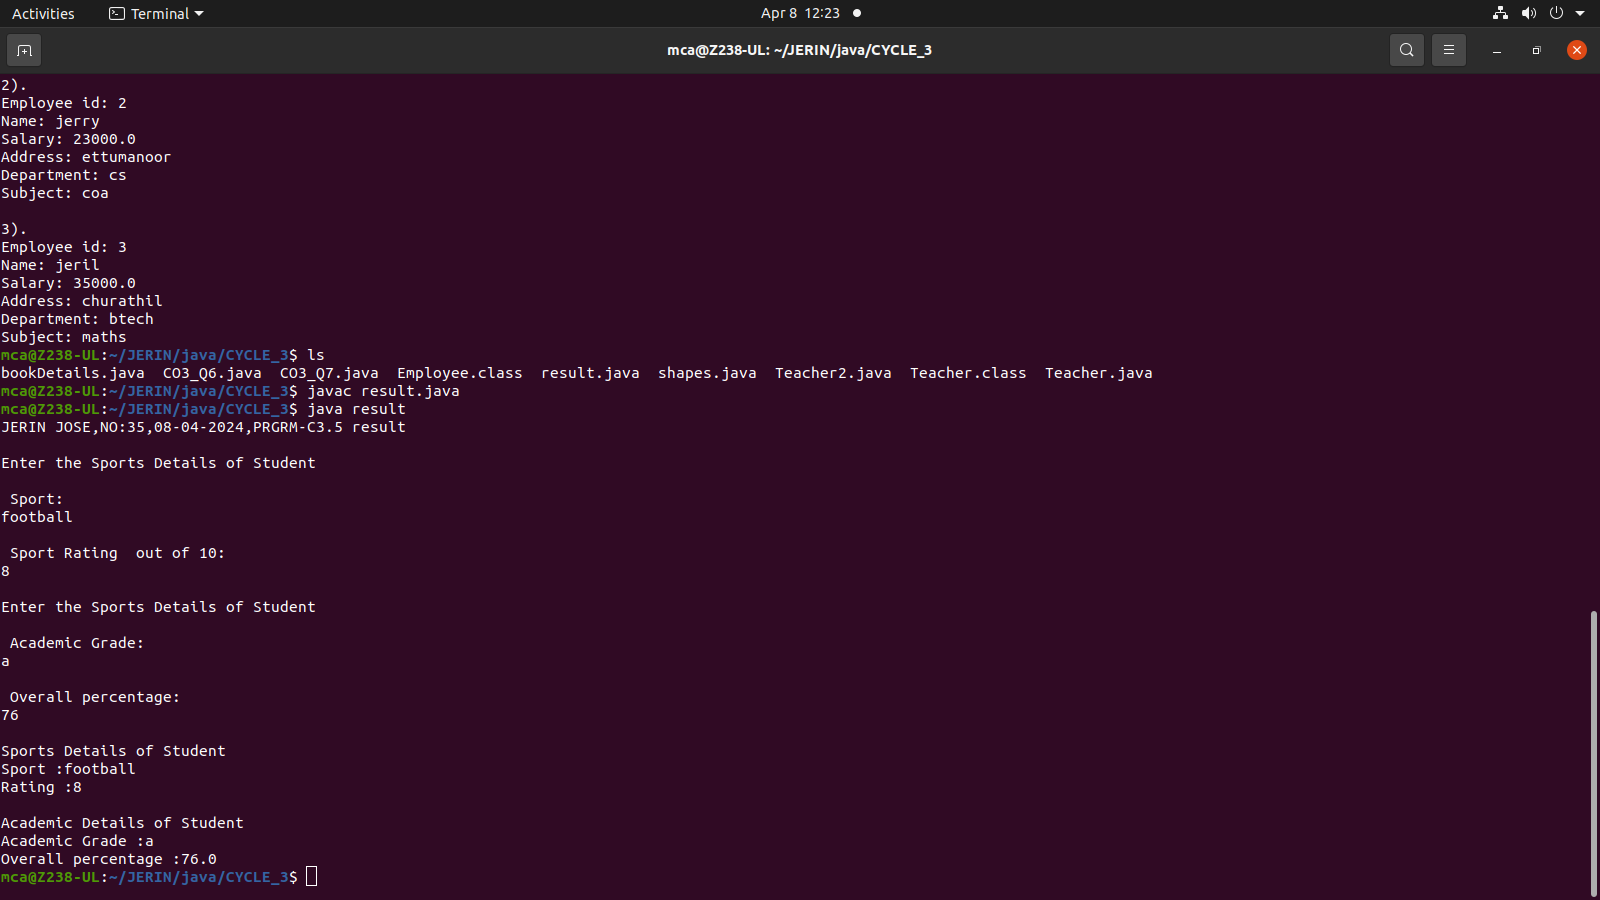 Activities Terminal Apr 8 12:23
mca@Z238-UL: ~/JERIN/java/CYCLE_3
2).
Employee id: 2
Name: jerry
Salary: 23000.0
Address: ettumanoor
Department: cs
Subject: coa

3).
Employee id: 3
Name: jeril
Salary: 35000.0
Address: churathil
Department: btech
Subject: maths
mca@Z238-UL:~/JERIN/java/CYCLE_3$ ls
bookDetails.java  CO3_Q6.java  CO3_Q7.java  Employee.class  result.java  shapes.java  Teacher2.java  Teacher.class  Teacher.java
mca@Z238-UL:~/JERIN/java/CYCLE_3$ javac result.java
mca@Z238-UL:~/JERIN/java/CYCLE_3$ java result
JERIN JOSE,NO:35,08-04-2024,PRGRM-C3.5 result

Enter the Sports Details of Student

 Sport:
football

 Sport Rating  out of 10:
8

Enter the Sports Details of Student

 Academic Grade:
a

 Overall percentage:
76

Sports Details of Student
Sport :football
Rating :8

Academic Details of Student
Academic Grade :a
Overall percentage :76.0
mca@Z238-UL:~/JERIN/java/CYCLE_3$